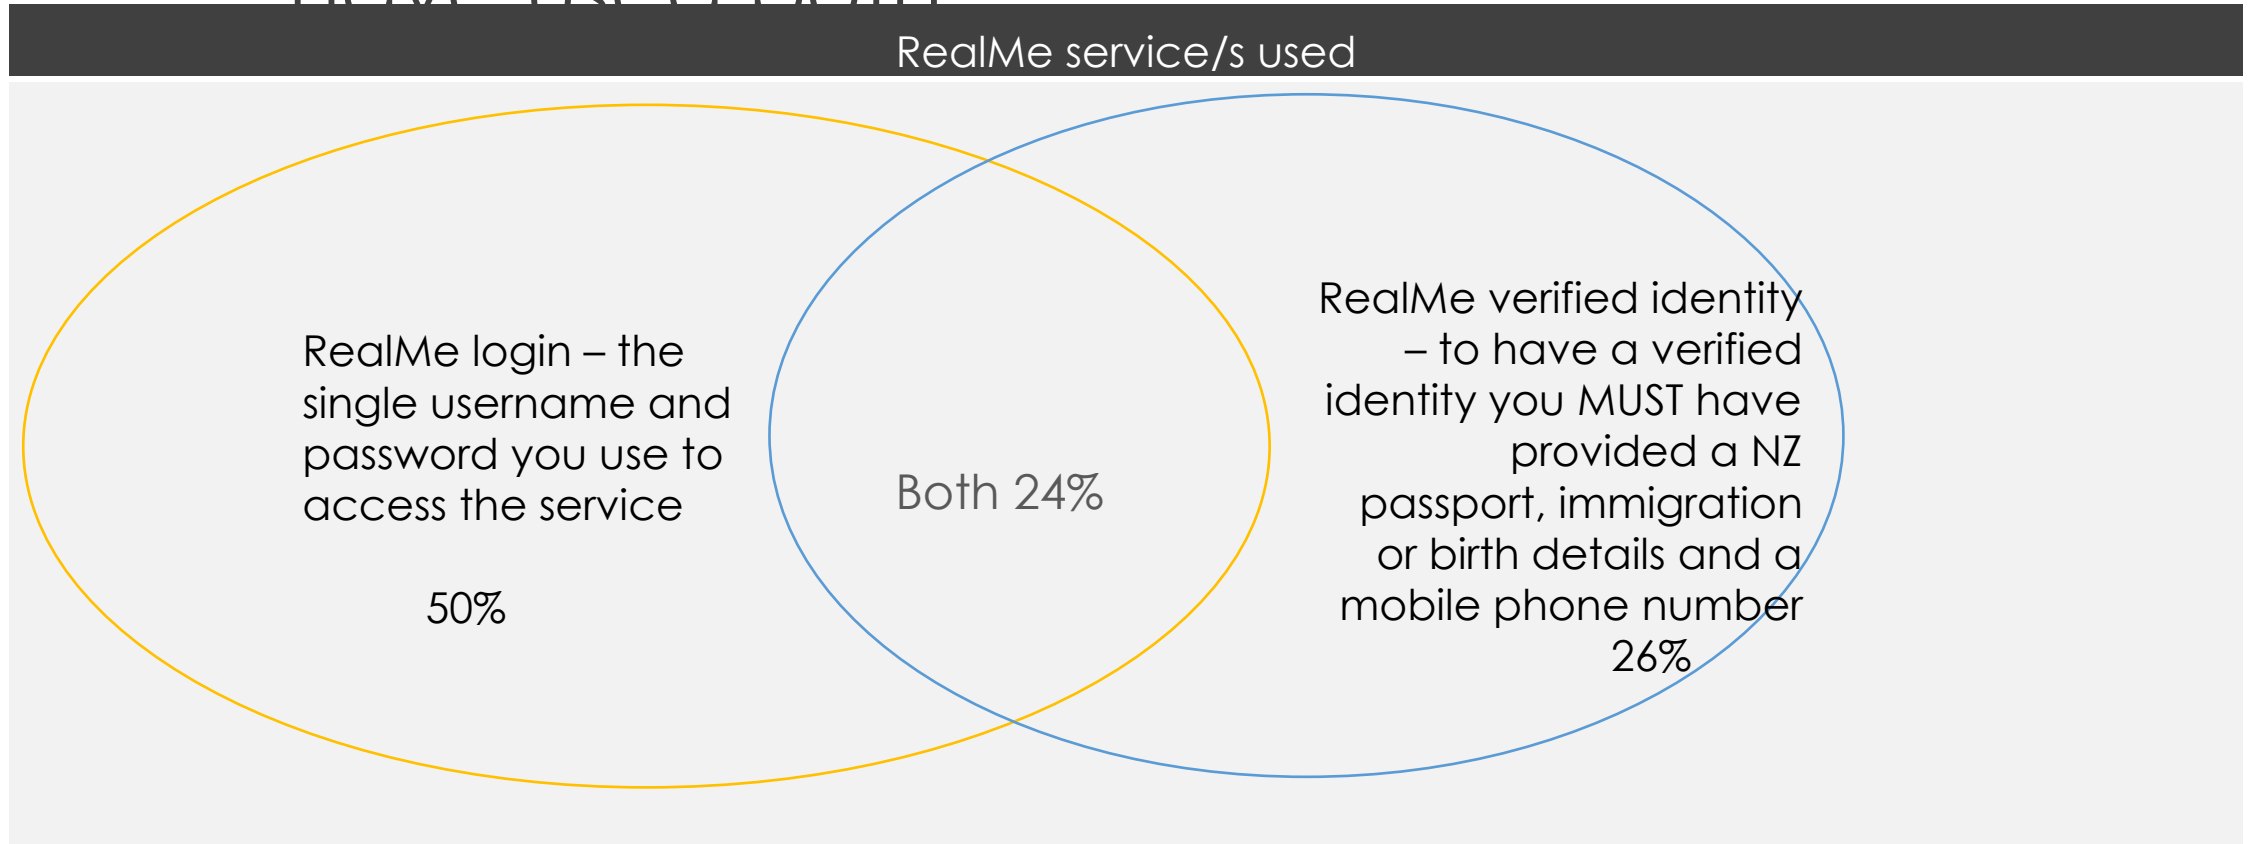 RealMe service/s used
RealMe login – the
single username and
password you use to
access the service
50%
Both 24%
RealMe verified identity
– to have a verified
identity you MUST have
provided a NZ
passport, immigration
or birth details and a
mobile phone number
26%